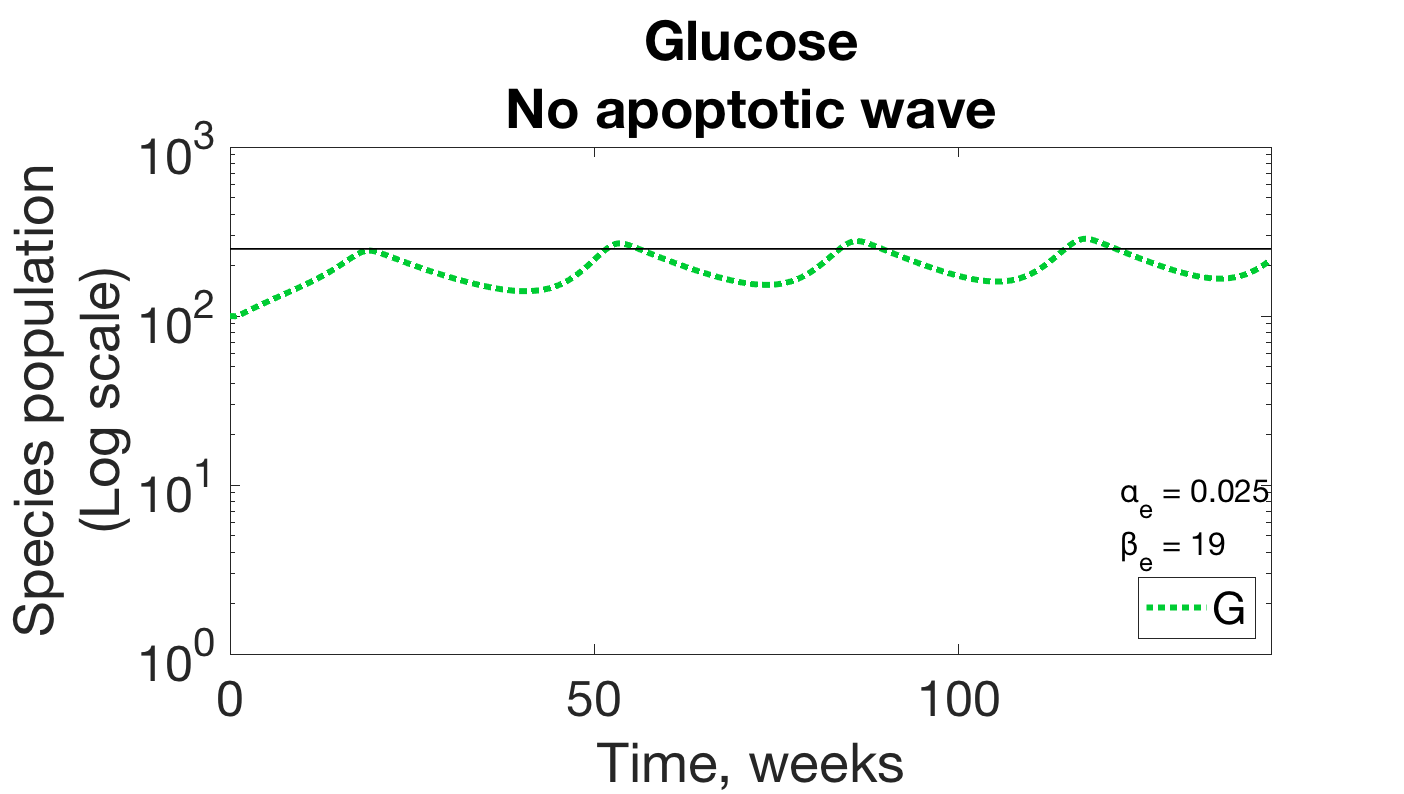 Glucose
No apoptotic wave
Species population
(Log scale)
10^3
10^2
10^1
10^0
α_e = 0.025
β_e = 19
G
0 50 100
Time, weeks